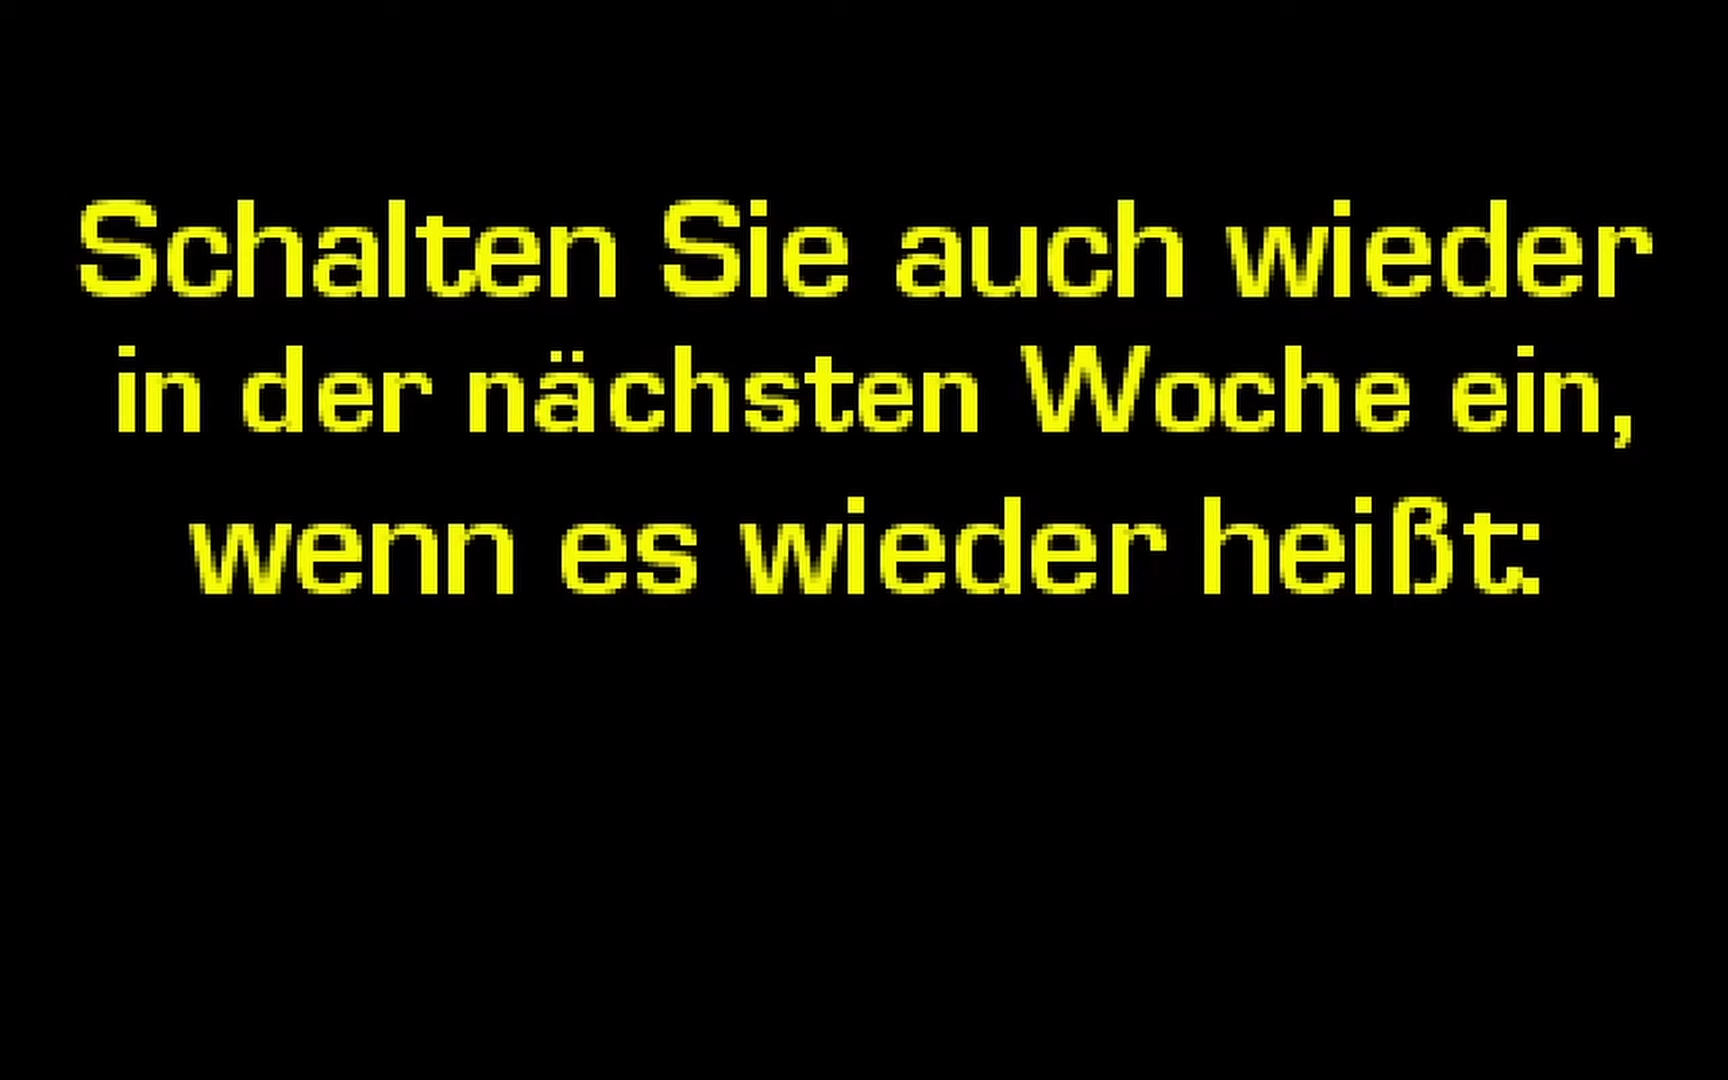 Schalten Sie auch wieder
in der nächsten Woche ein,
wenn es wieder heißt: